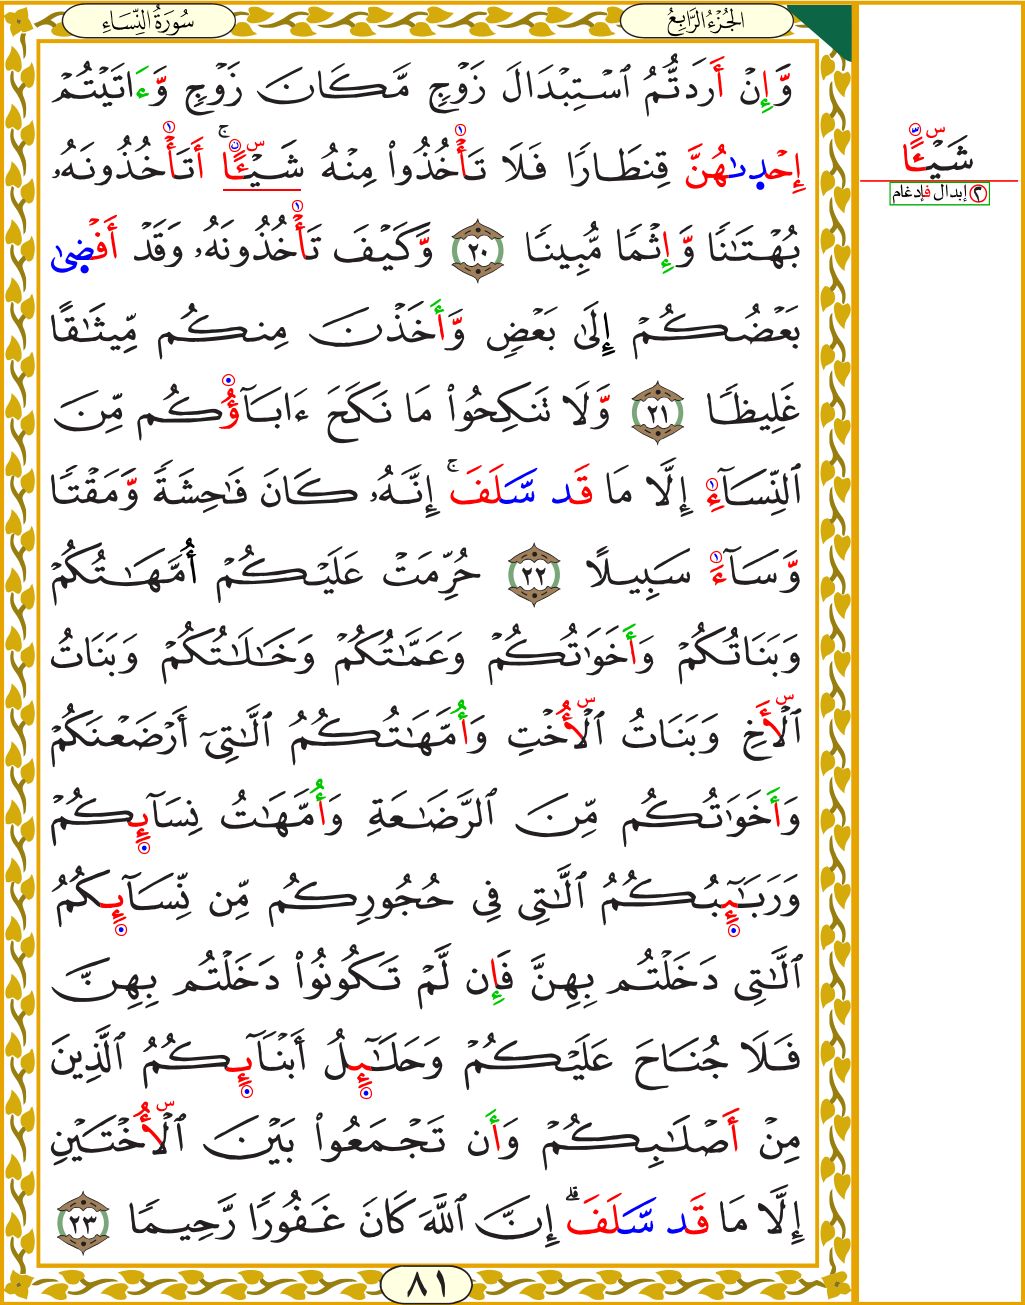 الجُزْءُ الرَّابِعُ
سُورَةُ النِّسَاءِ
وَّإِنْ أَرَدتُّمُ ٱسْتِبْدَالَ زَوْجٍ مَّكَانَ زَوْجٍ وَّءَاتَيْتُمْ
إِحْدٜىٰهُنَّ قِنطَارًا فَلَا تَأْخُذُوا۟ مِنْهُ شَيْـًٔا ۚ أَتَأْخُذُونَهُۥ
بُهْتَـٰنًا وَّإِثْمًا مُّبِينًا ٢٠ وَّكَيْفَ تَأْخُذُونَهُۥ وَقَدْ أَفْضٜىٰ
بَعْضُكُمْ إِلَىٰ بَعْضٍ وَّأَخَذْنَ مِنكُم مِّيثَـٰقًا
غَلِيظًا ٢١ وَّلَا تَنكِحُوا۟ مَا نَكَحَ ءَابَآؤُكُم مِّنَ
ٱلنِّسَآءِ إِلَّا مَا قَد سَّلَفَ ۚ إِنَّهُۥ كَانَ فَـٰحِشَةً وَّمَقْتًا
وَّسَآءَ سَبِيلًا ٢٢ حُرِّمَتْ عَلَيْكُمْ أُمَّهَـٰتُكُمْ
وَبَنَاتُكُمْ وَأَخَوَٰتُكُمْ وَعَمَّـٰتُكُمْ وَخَـٰلَـٰتُكُمْ وَبَنَاتُ
ٱلْأَخِ وَبَنَاتُ ٱلْأُخْتِ وَأُمَّهَـٰتُكُمُ ٱلَّـٰتِىٓ أَرْضَعْنَكُمْ
وَأَخَوَٰتُكُم مِّنَ ٱلرَّضَـٰعَةِ وَأُمَّهَـٰتُ نِسَآئِكُمْ
وَرَبَـٰٓئِبُكُمُ ٱلَّـٰتِى فِى حُجُورِكُم مِّن نِّسَآئِكُمُ
ٱلَّـٰتِى دَخَلْتُم بِهِنَّ فَإِن لَّمْ تَكُونُوا۟ دَخَلْتُم بِهِنَّ
فَلَا جُنَاحَ عَلَيْكُمْ وَحَلَـٰٓئِلُ أَبْنَآئِكُمُ ٱلَّذِينَ
مِنْ أَصْلَـٰبِكُمْ وَأَن تَجْمَعُوا۟ بَيْنَ ٱلْأُخْتَيْنِ
إِلَّا مَا قَد سَّلَفَ ۗ إِنَّ ٱللَّهَ كَانَ غَفُورًا رَّحِيمًا ٢٣
٨١
شَيْـًٔا
٢ إبدال فإدغام